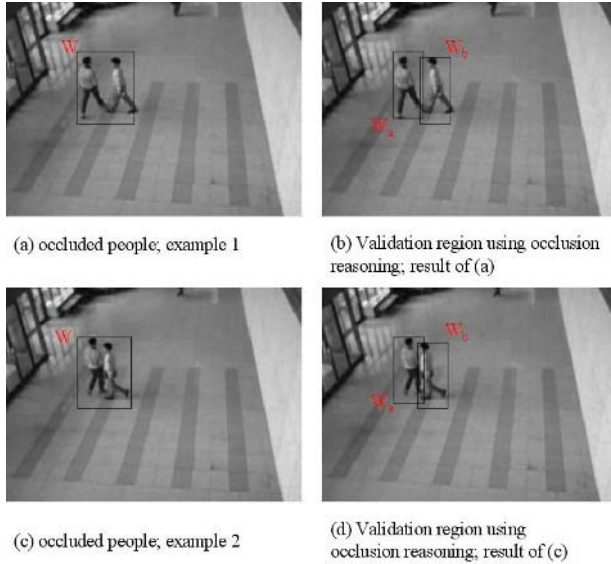 W
W_b
W_a
(a) occluded people; example 1
(b) Validation region using occlusion
reasoning; result of (a)
W
W_b
W_a
(c) occluded people; example 2
(d) Validation region using
occlusion reasoning; result of (c)